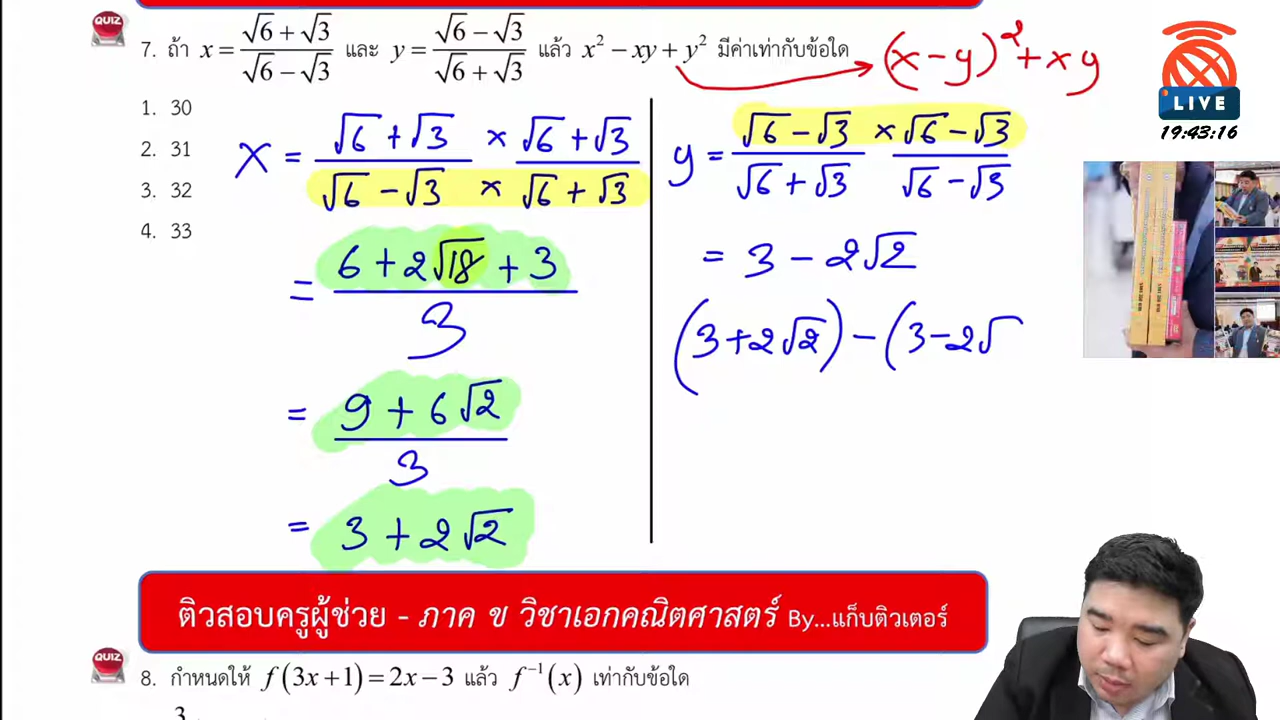 QUIZ
7. ถ้า x = (√6 + √3)/(√6 − √3) และ y = (√6 − √3)/(√6 + √3) แล้ว x² − xy + y² มีค่าเท่ากับข้อใด (x − y)² + xy
LIVE
19:43:16
1. 30
2. 31
3. 32
4. 33
x = (√6 + √3 × √6 + √3)/(√6 − √3 × √6 + √3)
= (6 + 2√18 + 3)/3
= (9 + 6√2)/3
= 3 + 2√2
y = (√6 − √3 × √6 − √3)/(√6 + √3 √6 − √3)
= 3 − 2√2
(3 + 2√2) − (3 − 2√
ติวสอบครูผู้ช่วย - ภาค ข วิชาเอกคณิตศาสตร์ By...แก็บติวเตอร์
QUIZ
8. กำหนดให้ f(3x + 1) = 2x − 3 แล้ว f⁻¹(x) เท่ากับข้อใด
3